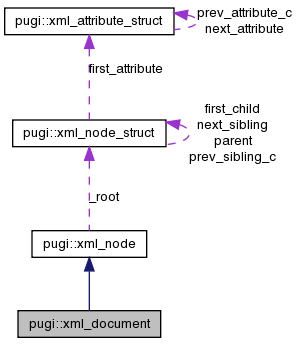 prev_attribute_c
next_attribute
pugi::xml_attribute_struct
first_attribute
first_child
next_sibling
parent
prev_sibling_c
pugi::xml_node_struct
_root
pugi::xml_node
pugi::xml_document